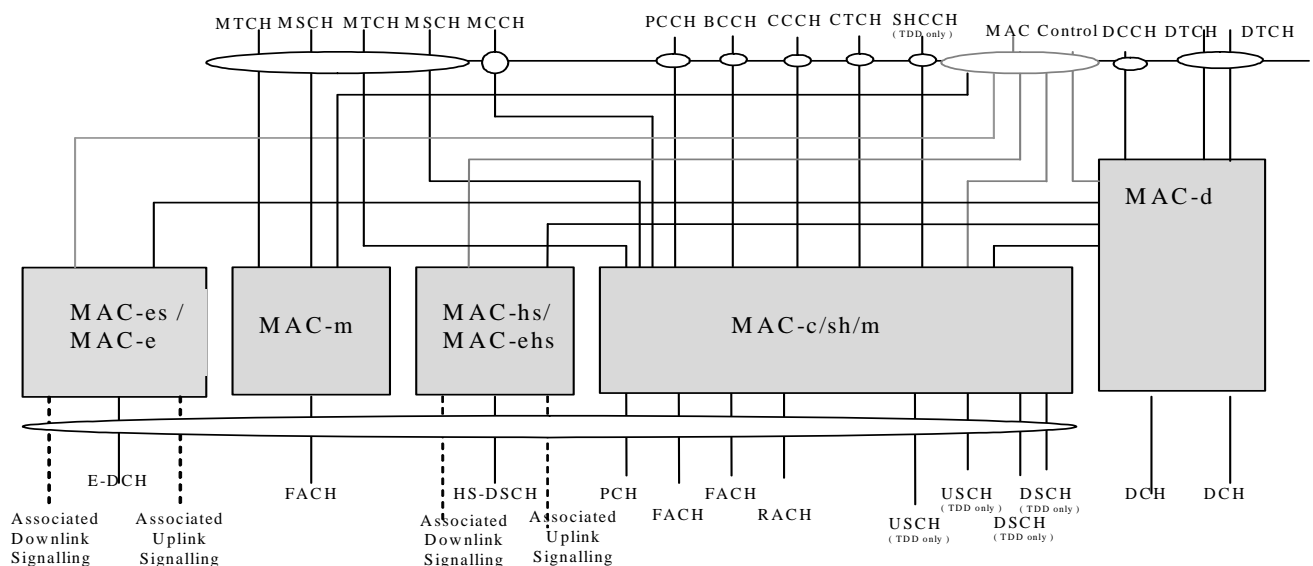 MTCH MSCH MTCH MSCH MCCH PCCH BCCH CCCH CTCH SHCCH MAC Control DCCH DTCH DTCH
( TDD only )
MAC-d
MAC-es /
MAC-e
MAC-m
MAC-hs/
MAC-ehs
MAC-c/sh/m
E-DCH
FACH
HS-DSCH
PCH
FACH
FACH
RACH
USCH
( TDD only )
USCH
( TDD only )
DSCH
( TDD only )
DSCH
( TDD only )
DCH
DCH
Associated
Downlink
Signalling
Associated
Uplink
Signalling
Associated
Downlink
Signalling
Associated
Uplink
Signalling